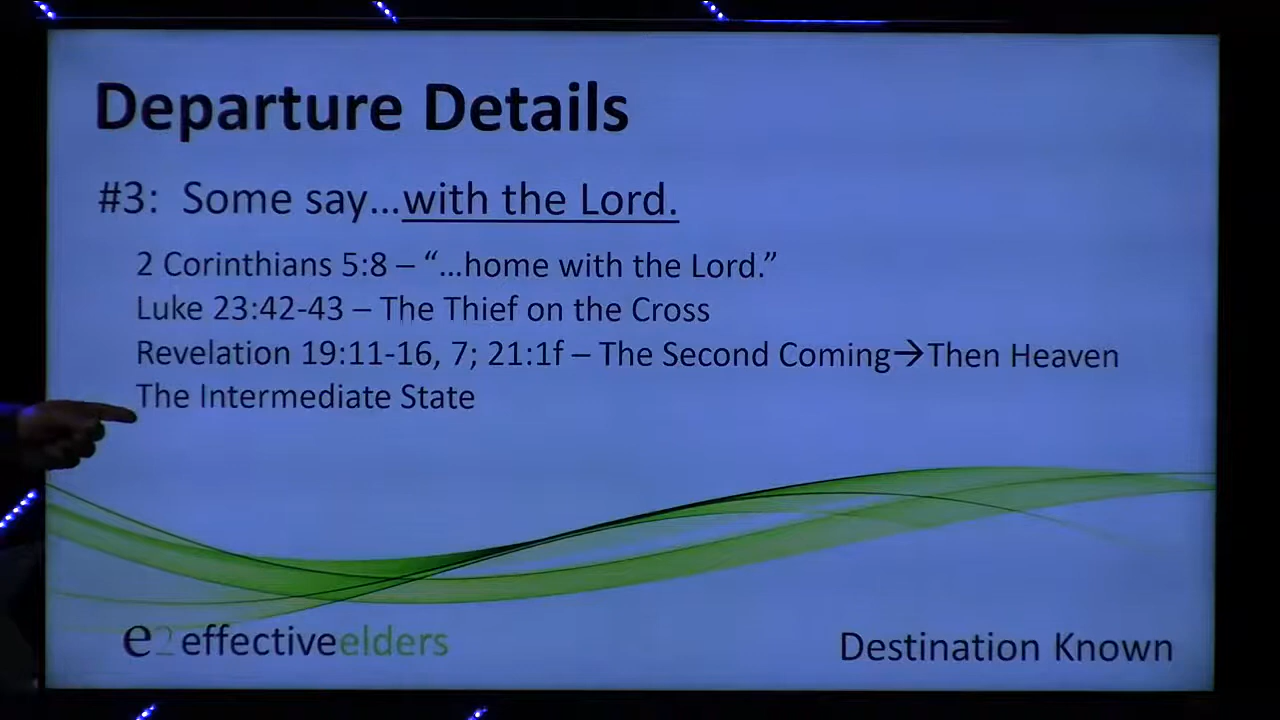 Departure Details
#3: Some say...with the Lord.
2 Corinthians 5:8 – “...home with the Lord.”
Luke 23:42-43 – The Thief on the Cross
Revelation 19:11-16, 7; 21:1f – The Second Coming→Then Heaven
The Intermediate State
e2 effectiveelders
Destination Known